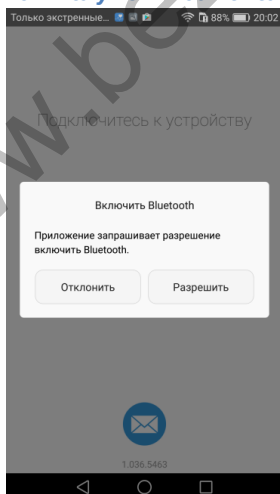 Только экстренные... 88% 20:02
Подключитесь к устройству
Включить Bluetooth
Приложение запрашивает разрешение
включить Bluetooth.
Отклонить Разрешить
1.036.5463